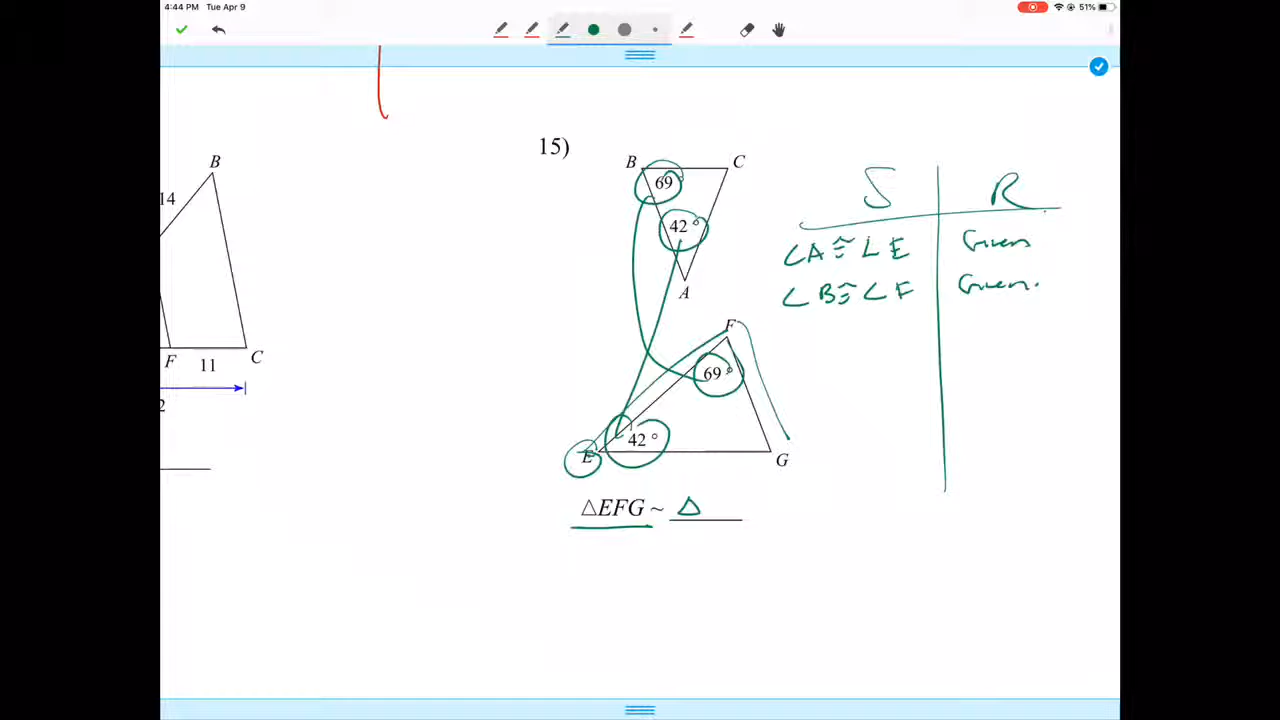 4:44 PM Tue Apr 9
51%
15)
B
14
F
11
C
2
B
C
69°
42°
A
F
69°
42°
E
G
△EFG ~ △
S R
∠A ≅ ∠E Given
∠B ≅ ∠F Given.